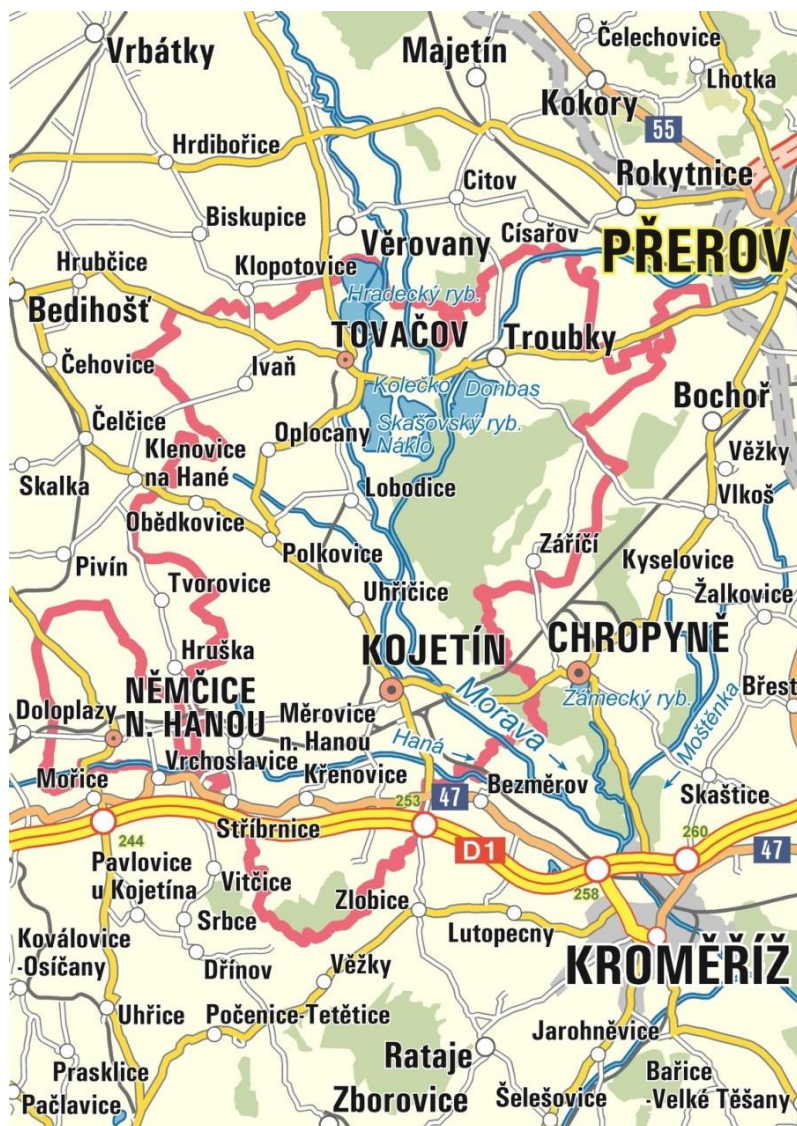 Vrbátky
Majetín
Čelechovice
Lhotka
Kokory
55
Hrdibořice
Rokytnice
Citov
Biskupice
Věrovany
Císařov
PŘEROV
Hrubčice
Klopotovice
Hradecký ryb.
Bedihošť
TOVAČOV
Troubky
Čehovice
Ivaň
Kolečko
Donbas
Bochoř
Čelčice
Skašovský ryb.
Oplocany
Náklo
Klenovice
na Hané
Věžky
Skalka
Lobodice
Vlkoš
Obědkovice
Polkovice
Záříčí
Kyselovice
Pivín
Tvorovice
Uhřičice
Žalkovice
Hruška
KOJETÍN
CHROPYNĚ
NĚMČICE
N. HANOU
Zámecký ryb.
Břest
Doloplazy
Měrovice
n. Hanou
Morava
Haná
Moštěnka
Vrchoslavice
Mořice
Křenovice
Bezměrov
Skaštice
253
47
Stříbrnice
244
D1
260
47
258
Pavlovice
u Kojetína
Vitčice
Zlobice
Srbce
Lutopecny
Koválovice
-Osíčany
Dřínov
Věžky
KROMĚŘÍŽ
Uhřice
Počenice-Tetětice
Jarohněvice
Rataje
Prasklice
Bařice
-Velké Těšany
Zborovice
Šelešovice
Pačlavice